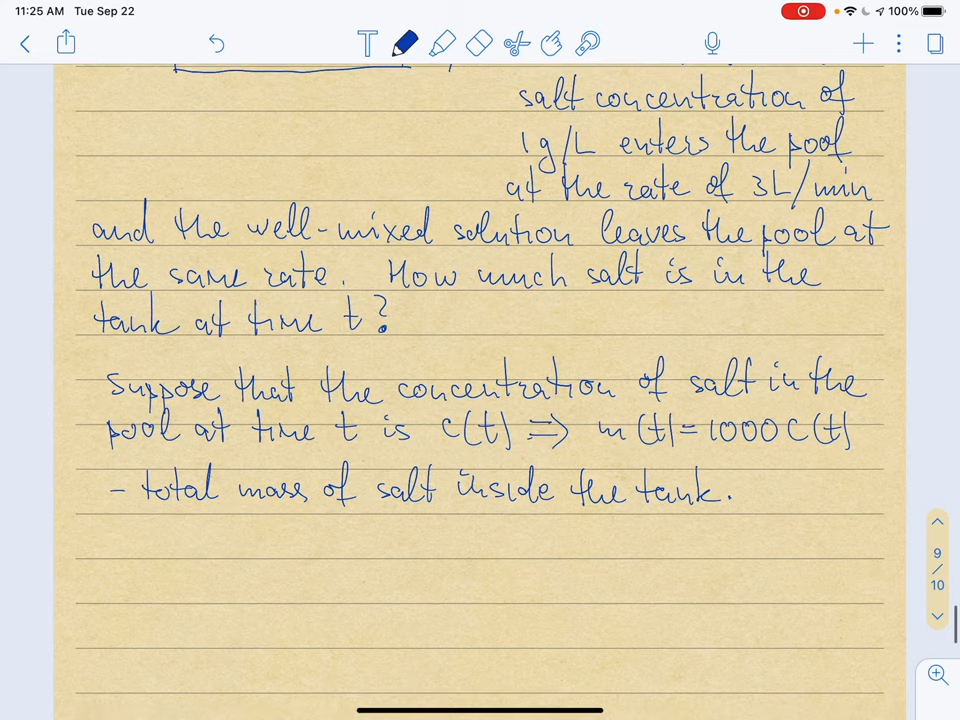 11:25 AM Tue Sep 22
100%
T
salt concentration of
1g/L enters the pool
at the rate of 3L/min
and the well-mixed solution leaves the pool at
the same rate. How much salt is in the
tank at time t?
Suppose that the concentration of salt in the
pool at time t is c(t) => m(t)=1000 c(t)
- total mass of salt inside the tank.
9
/
10